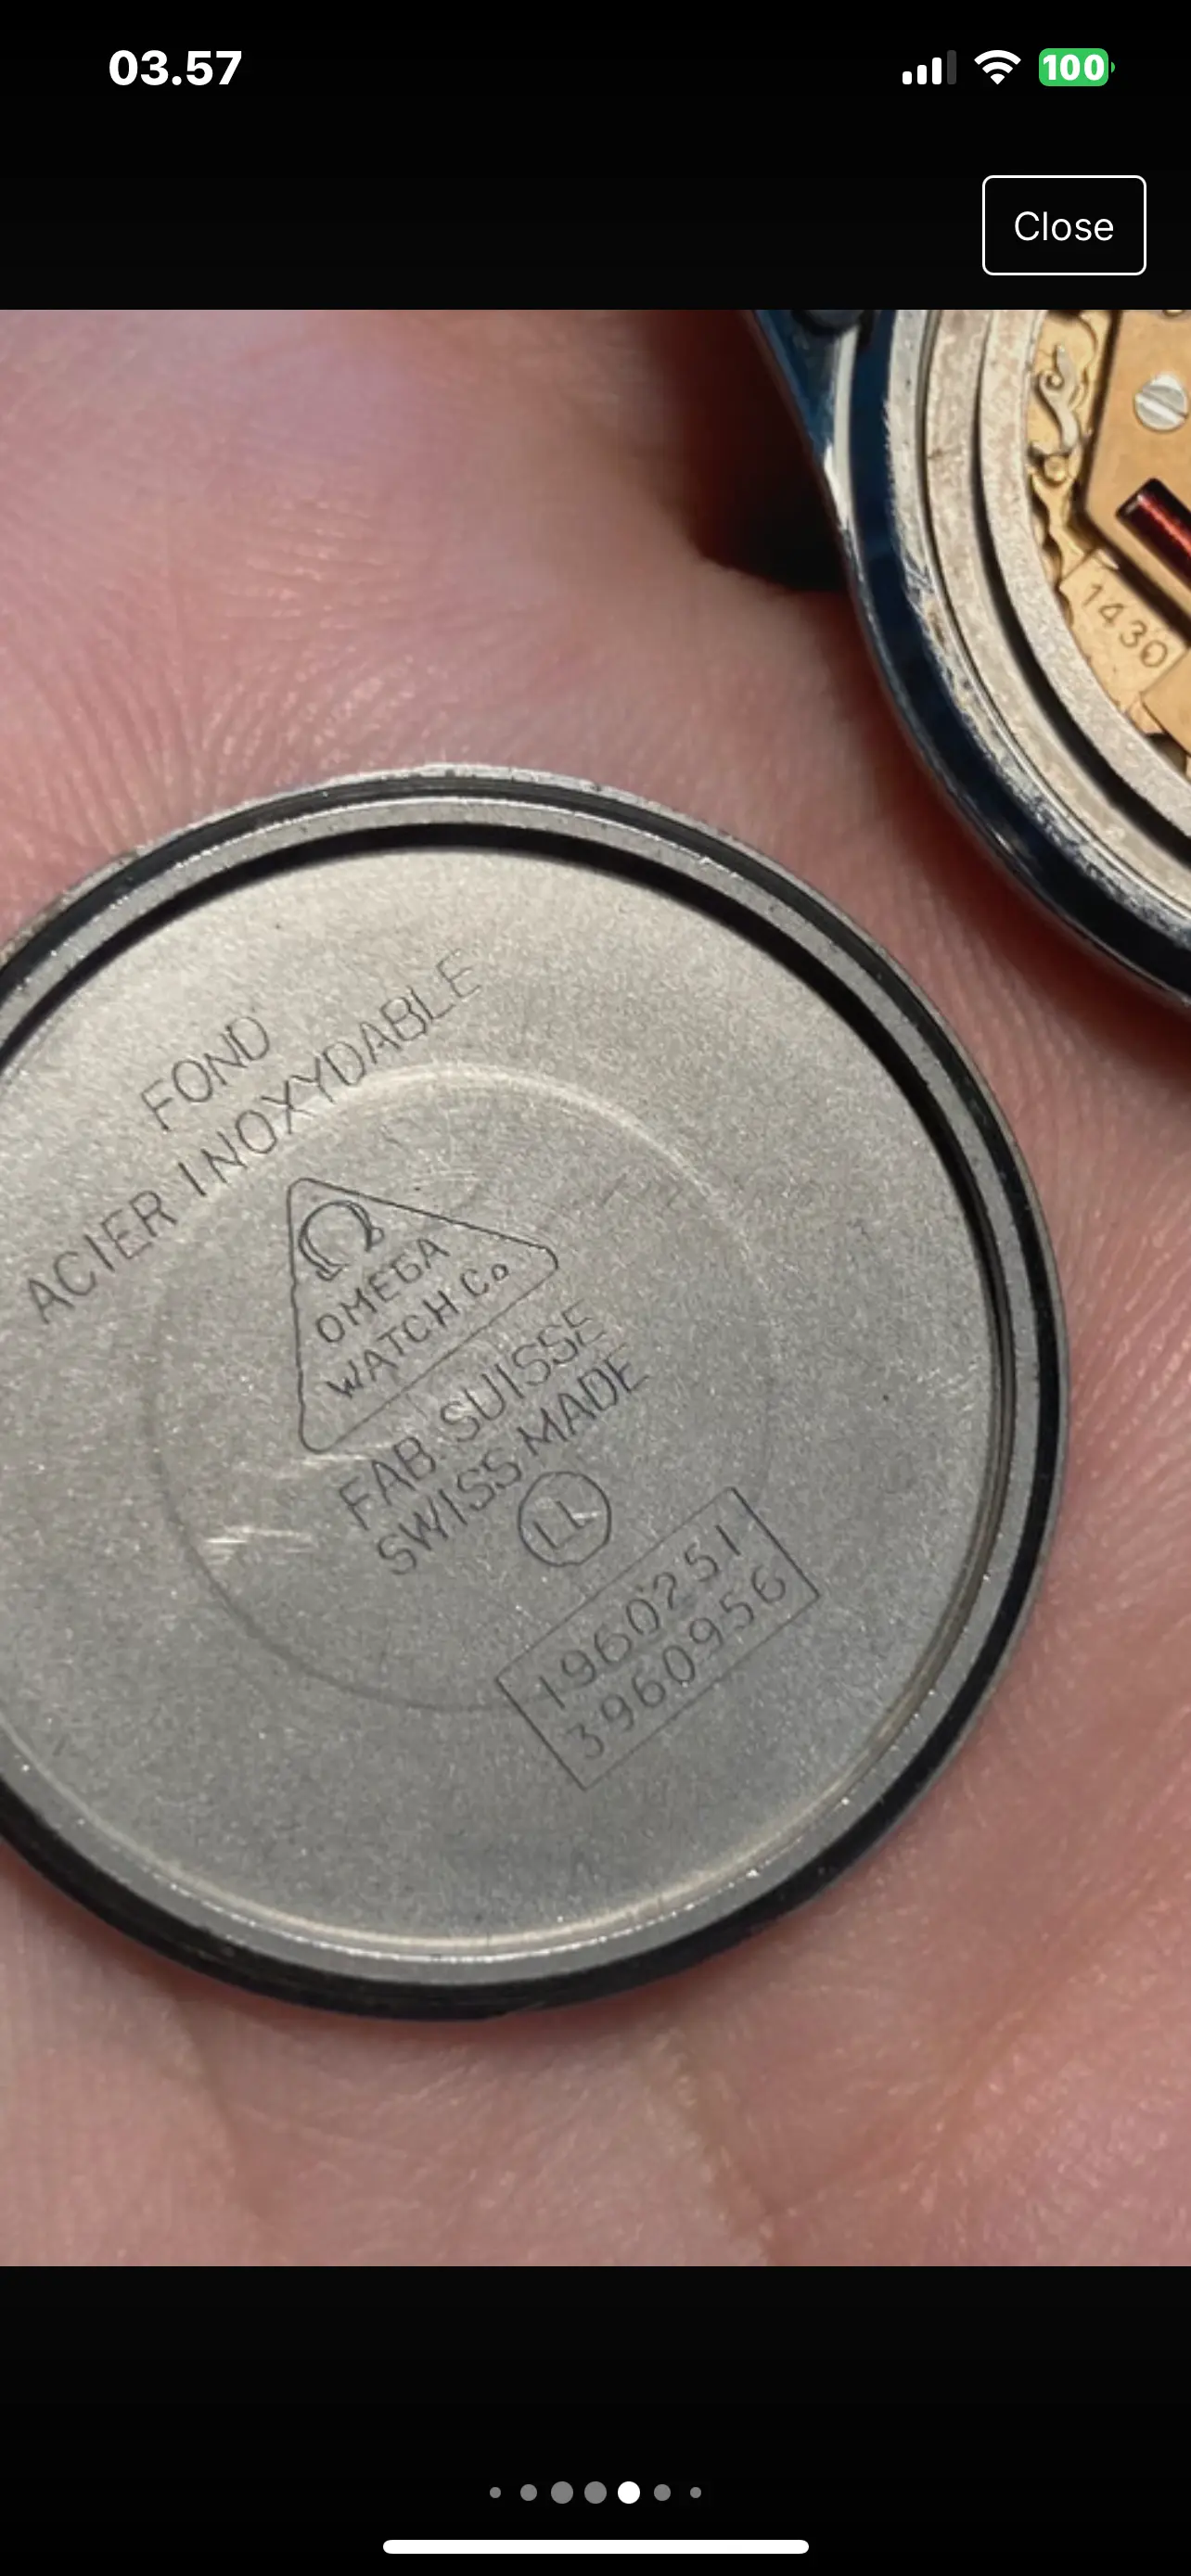 03.57
100
Close
1430
FOND
ACIER INOXYDABLE
Ω
OMEGA
WATCH Co
FAB. SUISSE
SWISS MADE
LL
1960251
3960956